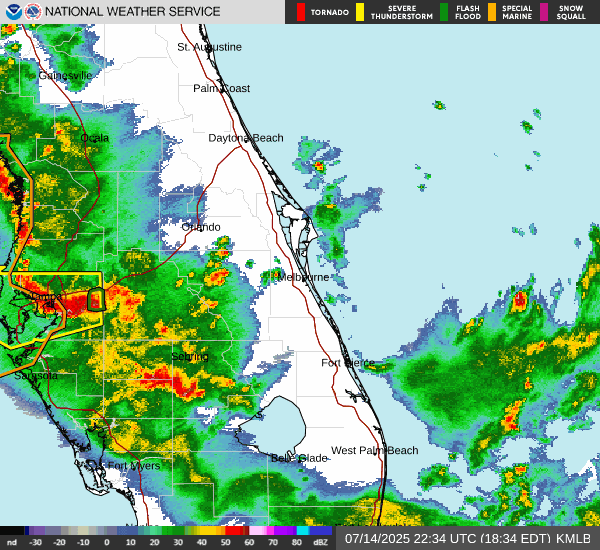 NATIONAL WEATHER SERVICE
TORNADO
SEVERE THUNDERSTORM
FLASH FLOOD
SPECIAL MARINE
SNOW SQUALL
St. Augustine
Gainesville
Palm Coast
Ocala
Daytona Beach
Orlando
Melbourne
Tampa
Sebring
Fort Pierce
Sarasota
West Palm Beach
Belle Glade
Fort Myers
nd -30 -20 -10 0 10 20 30 40 50 60 70 80 dBZ
07/14/2025 22:34 UTC (18:34 EDT) KMLB